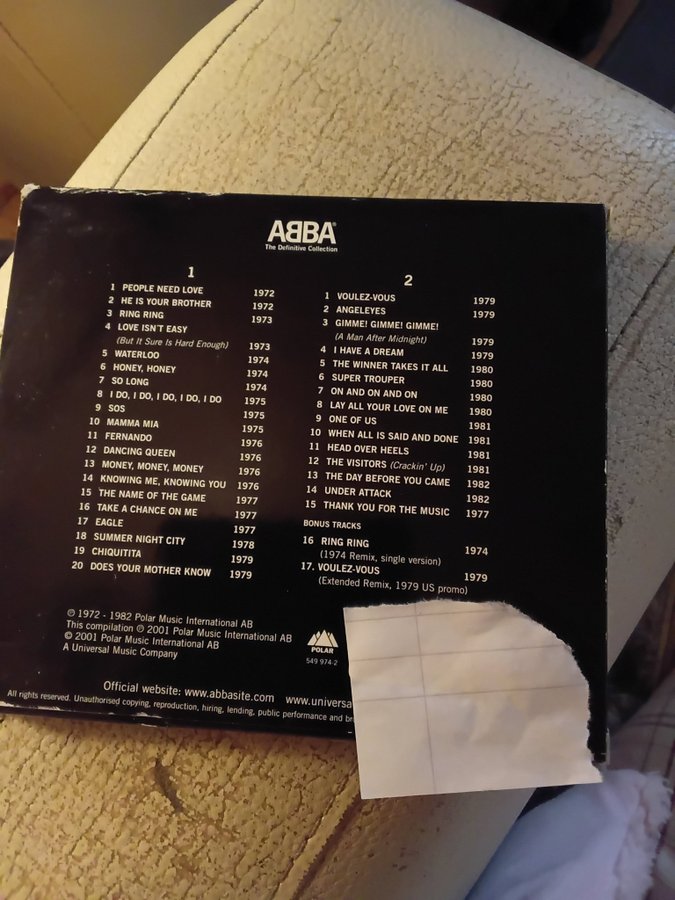 ABBA®
The Definitive Collection
1
1 PEOPLE NEED LOVE 1972
2 HE IS YOUR BROTHER 1972
3 RING RING 1973
4 LOVE ISN'T EASY
(But It Sure Is Hard Enough) 1973
5 WATERLOO 1974
6 HONEY, HONEY 1974
7 SO LONG 1974
8 I DO, I DO, I DO, I DO, I DO 1975
9 SOS 1975
10 MAMMA MIA 1975
11 FERNANDO 1976
12 DANCING QUEEN 1976
13 MONEY, MONEY, MONEY 1976
14 KNOWING ME, KNOWING YOU 1976
15 THE NAME OF THE GAME 1977
16 TAKE A CHANCE ON ME 1977
17 EAGLE 1977
18 SUMMER NIGHT CITY 1978
19 CHIQUITITA 1979
20 DOES YOUR MOTHER KNOW 1979
2
1 VOULEZ-VOUS 1979
2 ANGELEYES 1979
3 GIMME! GIMME! GIMME!
(A Man After Midnight) 1979
4 I HAVE A DREAM 1979
5 THE WINNER TAKES IT ALL 1980
6 SUPER TROUPER 1980
7 ON AND ON AND ON 1980
8 LAY ALL YOUR LOVE ON ME 1980
9 ONE OF US 1981
10 WHEN ALL IS SAID AND DONE 1981
11 HEAD OVER HEELS 1981
12 THE VISITORS (Crackin' Up) 1981
13 THE DAY BEFORE YOU CAME 1982
14 UNDER ATTACK 1982
15 THANK YOU FOR THE MUSIC 1977
BONUS TRACKS
16 RING RING 1974
(1974 Remix, single version)
17. VOULEZ-VOUS 1979
(Extended Remix, 1979 US promo)
℗ 1972 - 1982 Polar Music International AB
This compilation ℗ 2001 Polar Music International AB
© 2001 Polar Music International AB
A Universal Music Company
POLAR
549 974-2
Official website: www.abbasite.com www.universa
All rights reserved. Unauthorised copying, reproduction, hiring, lending, public performance and br